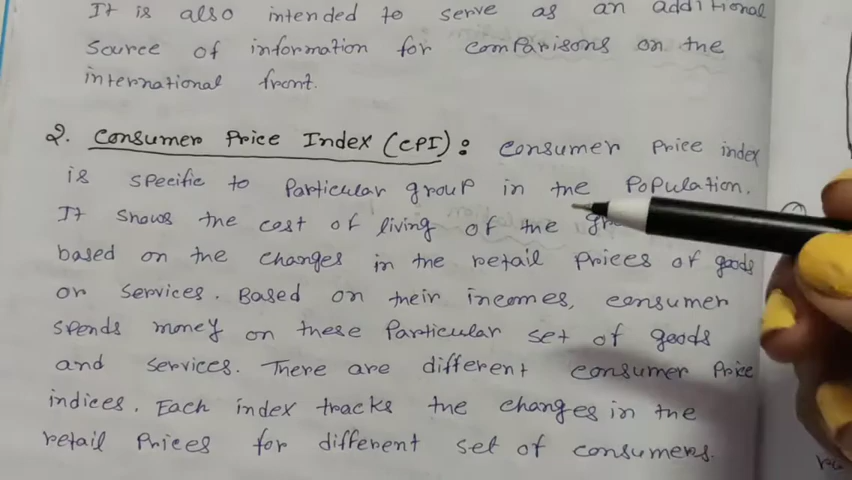 It is also intended to serve as an additional
source of information for comparisons on the
international front.
2. Consumer Price Index (CPI): Consumer Price index
is specific to particular group in the population.
It shows the cost of living of the
based on the changes in the retail prices of goods
or services. Based on their incomes, consumer
spends money on these particular set of goods
and services. There are different consumer price
indices. Each index tracks the changes in the
retail prices for different set of consumers.